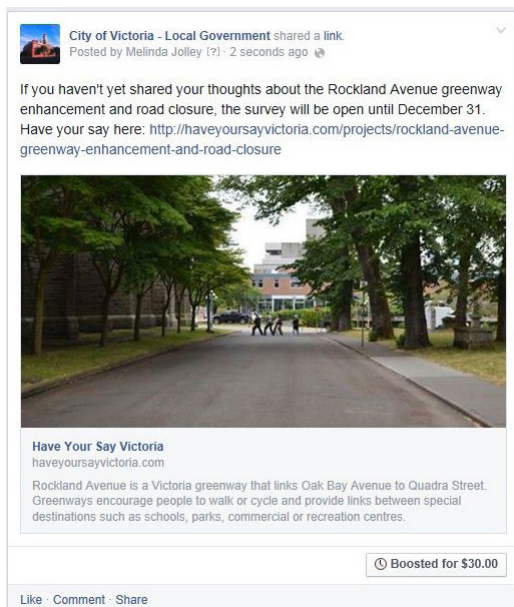 City of Victoria - Local Government shared a link.
Posted by Melinda Jolley [?] · 2 seconds ago
If you haven't yet shared your thoughts about the Rockland Avenue greenway
enhancement and road closure, the survey will be open until December 31.
Have your say here: http://haveyoursayvictoria.com/projects/rockland-avenue-
greenway-enhancement-and-road-closure
Have Your Say Victoria
haveyoursayvictoria.com
Rockland Avenue is a Victoria greenway that links Oak Bay Avenue to Quadra Street.
Greenways encourage people to walk or cycle and provide links between special
destinations such as schools, parks, commercial or recreation centres.
Boosted for $30.00
Like · Comment · Share